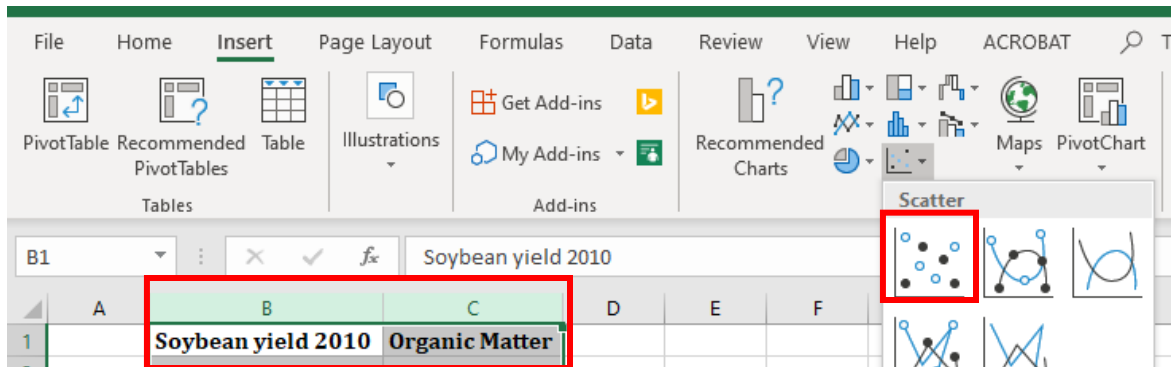 File Home Insert Page Layout Formulas Data Review View Help ACROBAT T
PivotTable Recommended PivotTables Table
Illustrations
Get Add-ins
My Add-ins
Recommended Charts
Maps PivotChart
Tables Add-ins
Scatter
B1 fx Soybean yield 2010
A B C D E F
1 Soybean yield 2010 Organic Matter